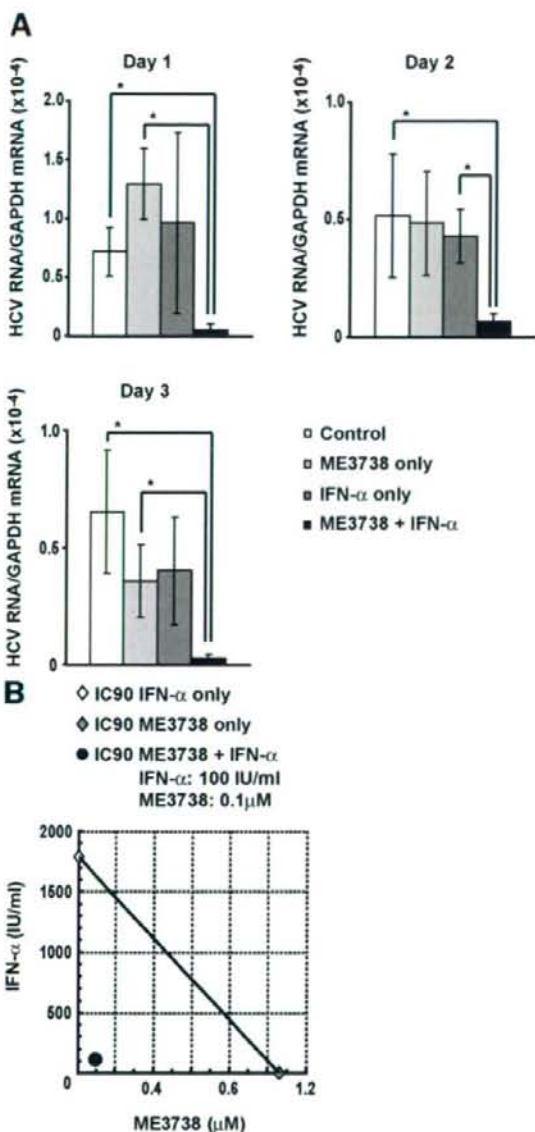 A
Day 1
HCV RNA/GAPDH mRNA (x10-4)
2.0
1.5
1.0
0.5
0
*
*
Day 2
HCV RNA/GAPDH mRNA (x10-4)
1.0
0.5
0
*
*
Day 3
HCV RNA/GAPDH mRNA (x10-4)
1.0
0.5
0
*
*
Control
ME3738 only
IFN-α only
ME3738 + IFN-α
B
IC90 IFN-α only
IC90 ME3738 only
IC90 ME3738 + IFN-α
IFN-α: 100 IU/ml
ME3738: 0.1μM
IFN-α (IU/ml)
2000
1500
1000
500
0
0.4 0.6 1.2
ME3738 (μM)